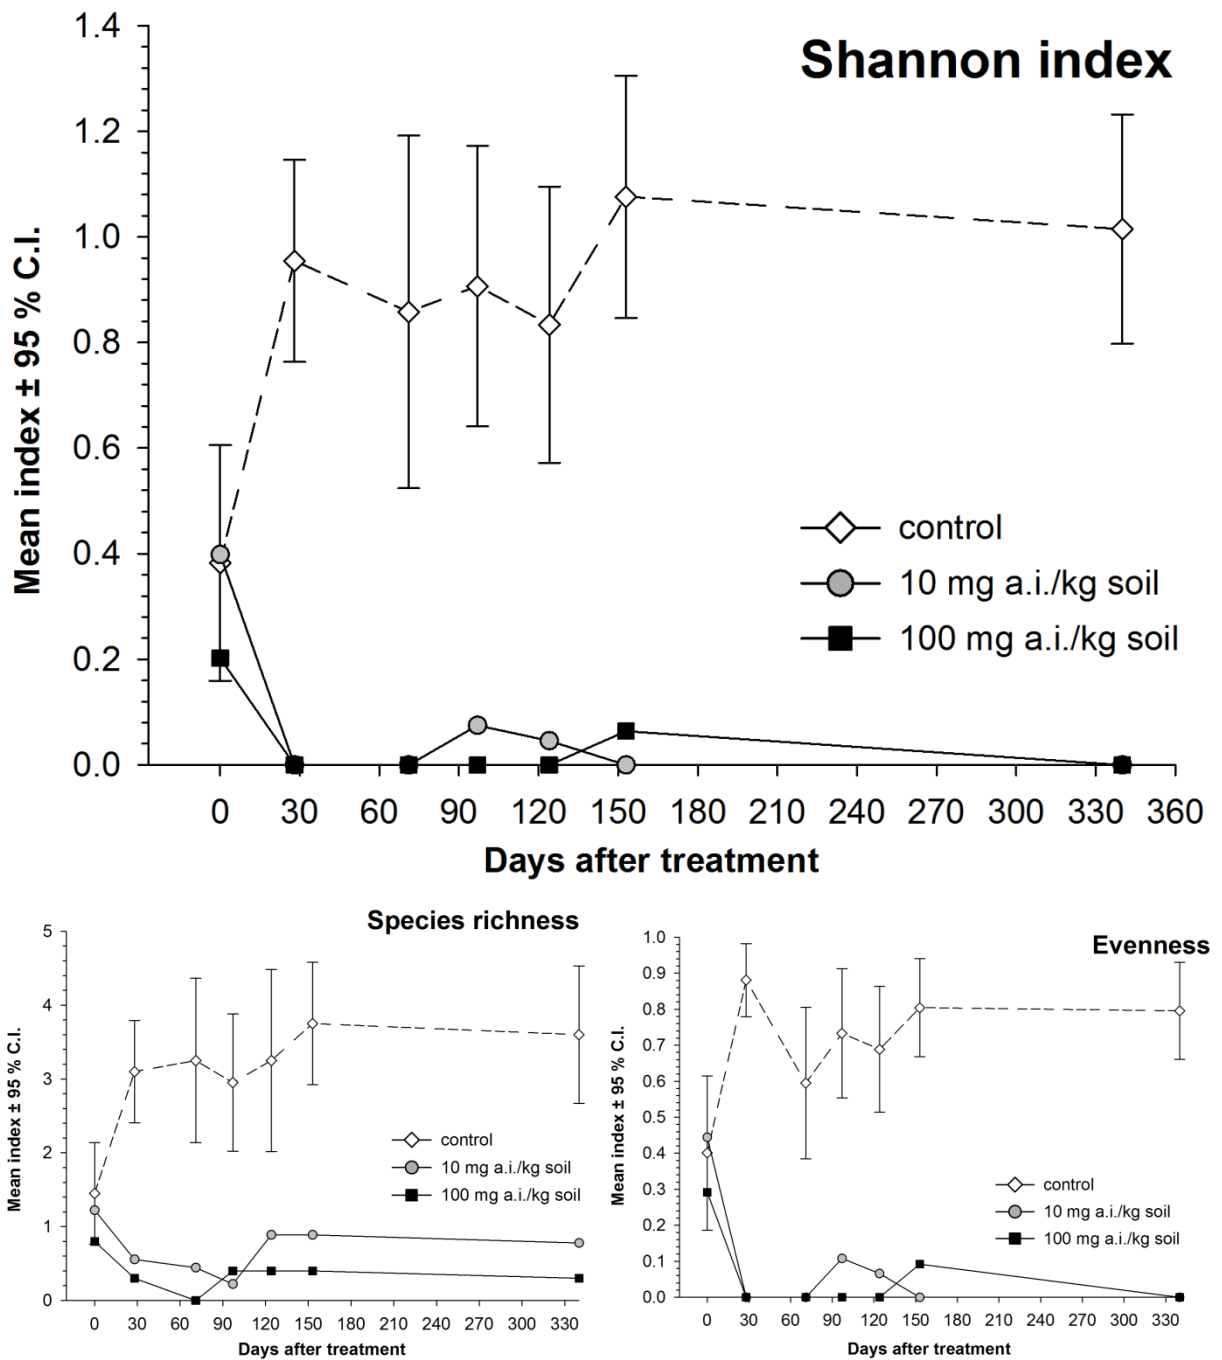 Shannon index
1.4
1.2
1.0
0.8
0.6
0.4
0.2
0.0
Mean index ± 95 % C.I.
control
10 mg a.i./kg soil
100 mg a.i./kg soil
0 30 60 90 120 150 180 210 240 270 300 330 360
Days after treatment
Species richness
5
4
3
2
1
0
Mean index ± 95 % C.I.
control
10 mg a.i./kg soil
100 mg a.i./kg soil
0 30 60 90 120 150 180 210 240 270 300 330
Days after treatment
Evenness
1.0
0.9
0.8
0.7
0.6
0.5
0.4
0.3
0.2
0.1
0.0
Mean index ± 95 % C.I.
control
10 mg a.i./kg soil
100 mg a.i./kg soil
0 30 60 90 120 150 180 210 240 270 300 330
Days after treatment